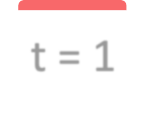 t = 1